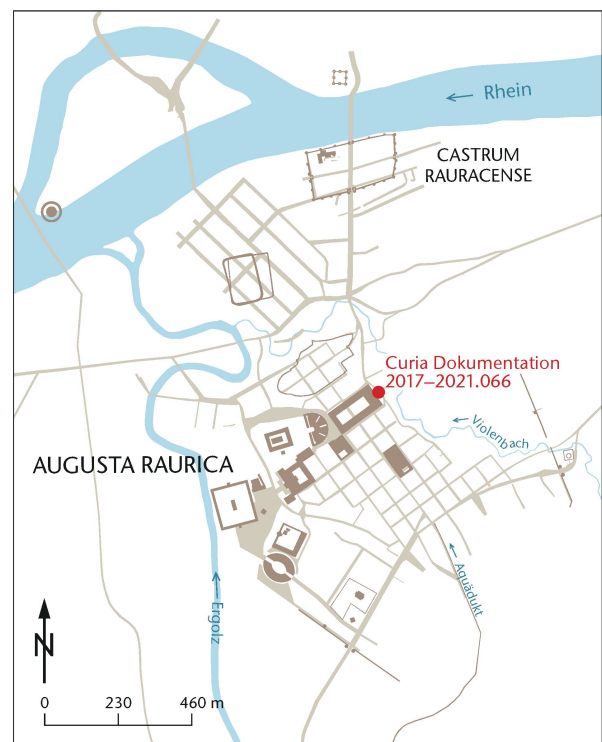 Rhein
CASTRUM
RAURACENSE
Curia Dokumentation
2017–2021.066
Violenbach
AUGUSTA RAURICA
Aquädukt
Ergolz
N
0 230 460 m